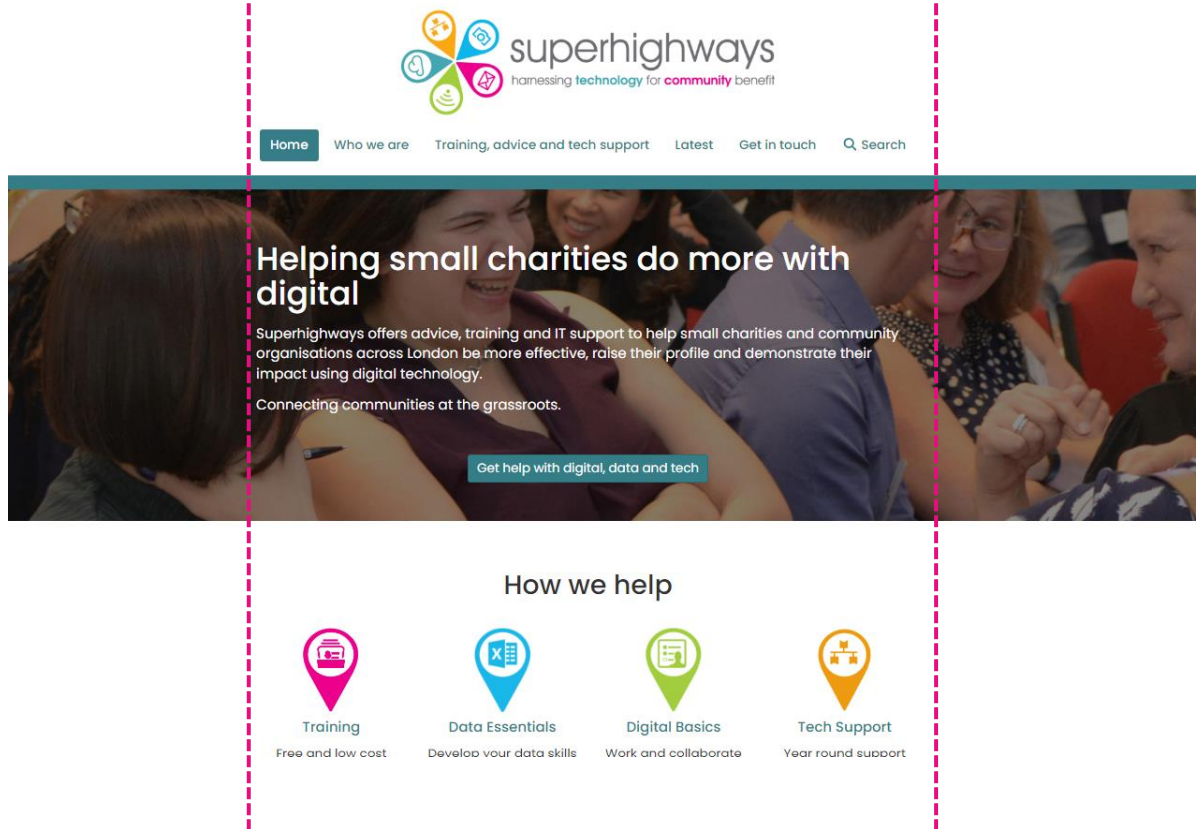 superhighways
harnessing technology for community benefit
Home Who we are Training, advice and tech support Latest Get in touch Search
Helping small charities do more with
digital
Superhighways offers advice, training and IT support to help small charities and community
organisations across London be more effective, raise their profile and demonstrate their
impact using digital technology.
Connecting communities at the grassroots.
Get help with digital, data and tech
How we help
Training Data Essentials Digital Basics Tech Support
Free and low cost Develop your data skills Work and collaborate Year round support